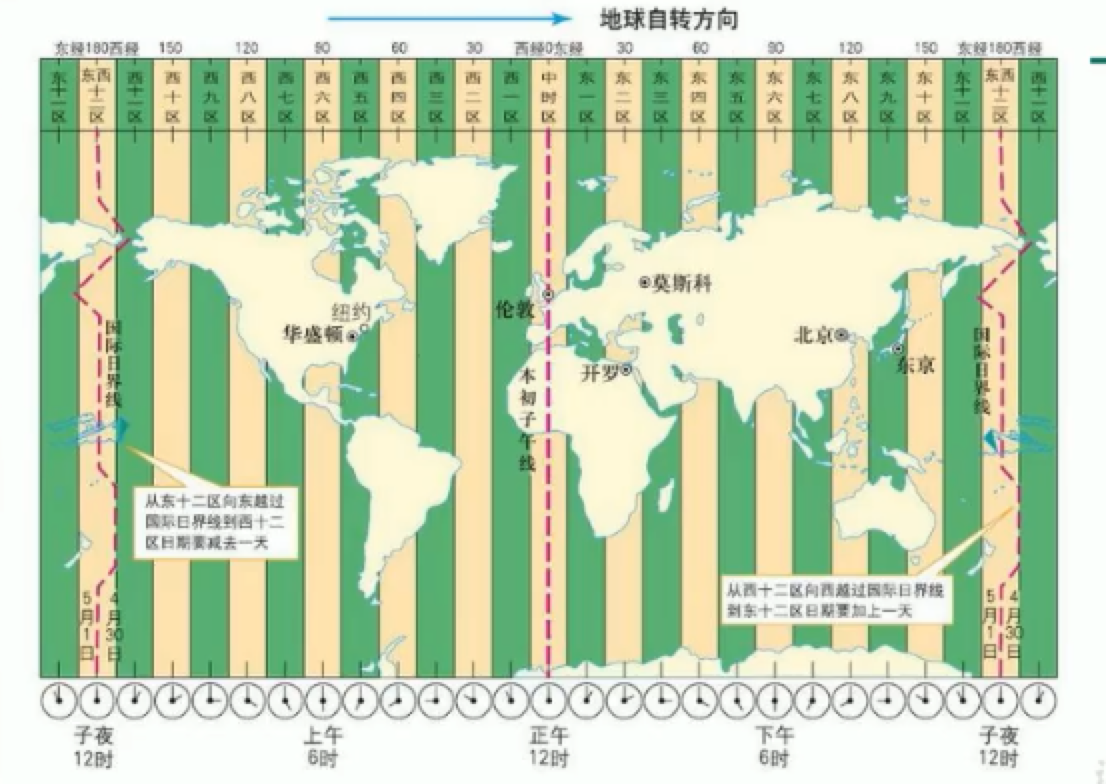 地球自转方向
东经180西经 150 120 90 60 30 西经0东经 30 60 90 120 150 东经180西经
东十一区
东西十二区
西十一区
西十区
西九区
西八区
西七区
西六区
西五区
西四区
西三区
西二区
西一区
中时区
东一区
东二区
东三区
东四区
东五区
东六区
东七区
东八区
东九区
东十区
东十一区
东西十二区
西十一区
莫斯科
伦敦
纽约
华盛顿
北京
东京
开罗
国际日界线
本初子午线
国际日界线
从东十二区向东越过
国际日界线到西十二
区日期要减去一天
从西十二区向西越过国际日界线
到东十二区日期要加上一天
5月1日
4月30日
5月1日
4月30日
子夜 上午 正午 下午 子夜
12时 6时 12时 6时 12时